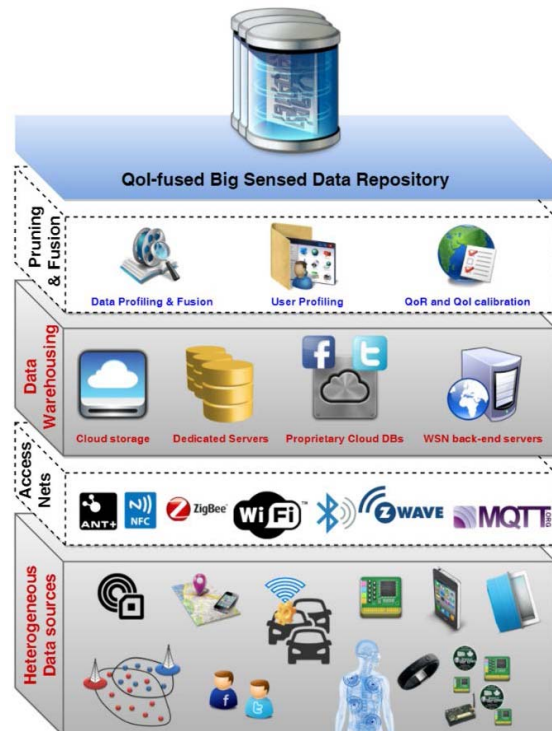 QoI-fused Big Sensed Data Repository
Pruning
& Fusion
Data Profiling & Fusion
User Profiling
QoR and QoI calibration
Data
Warehousing
Cloud storage
Dedicated Servers
Proprietary Cloud DBs
WSN back-end servers
Access
Nets
ANT+
NFC
ZigBee
WiFi
Z WAVE
MQTT.ORG
Heterogeneous
Data sources